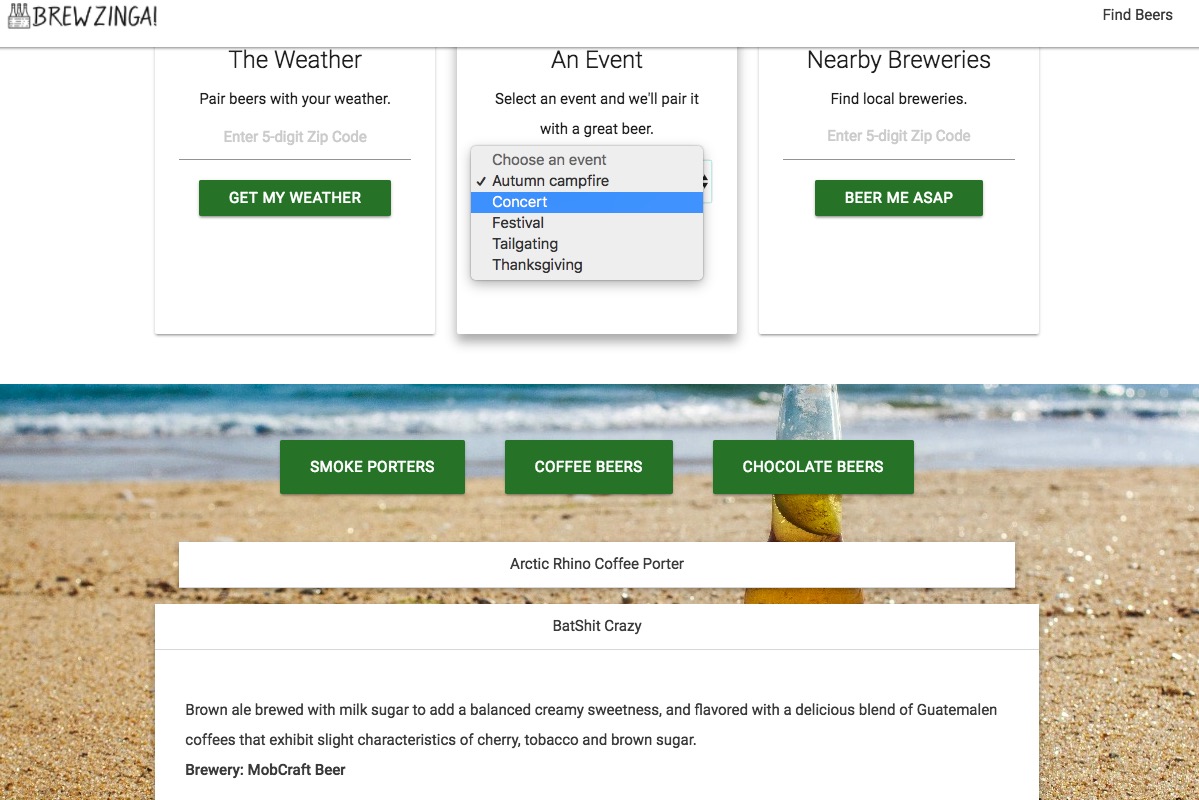 BREWZINGA!
Find Beers
The Weather
Pair beers with your weather.
Enter 5-digit Zip Code
GET MY WEATHER
An Event
Select an event and we'll pair it
with a great beer.
Choose an event
✓ Autumn campfire
Concert
Festival
Tailgating
Thanksgiving
Nearby Breweries
Find local breweries.
Enter 5-digit Zip Code
BEER ME ASAP
SMOKE PORTERS
COFFEE BEERS
CHOCOLATE BEERS
Arctic Rhino Coffee Porter
BatShit Crazy
Brown ale brewed with milk sugar to add a balanced creamy sweetness, and flavored with a delicious blend of Guatemalen
coffees that exhibit slight characteristics of cherry, tobacco and brown sugar.
Brewery: MobCraft Beer